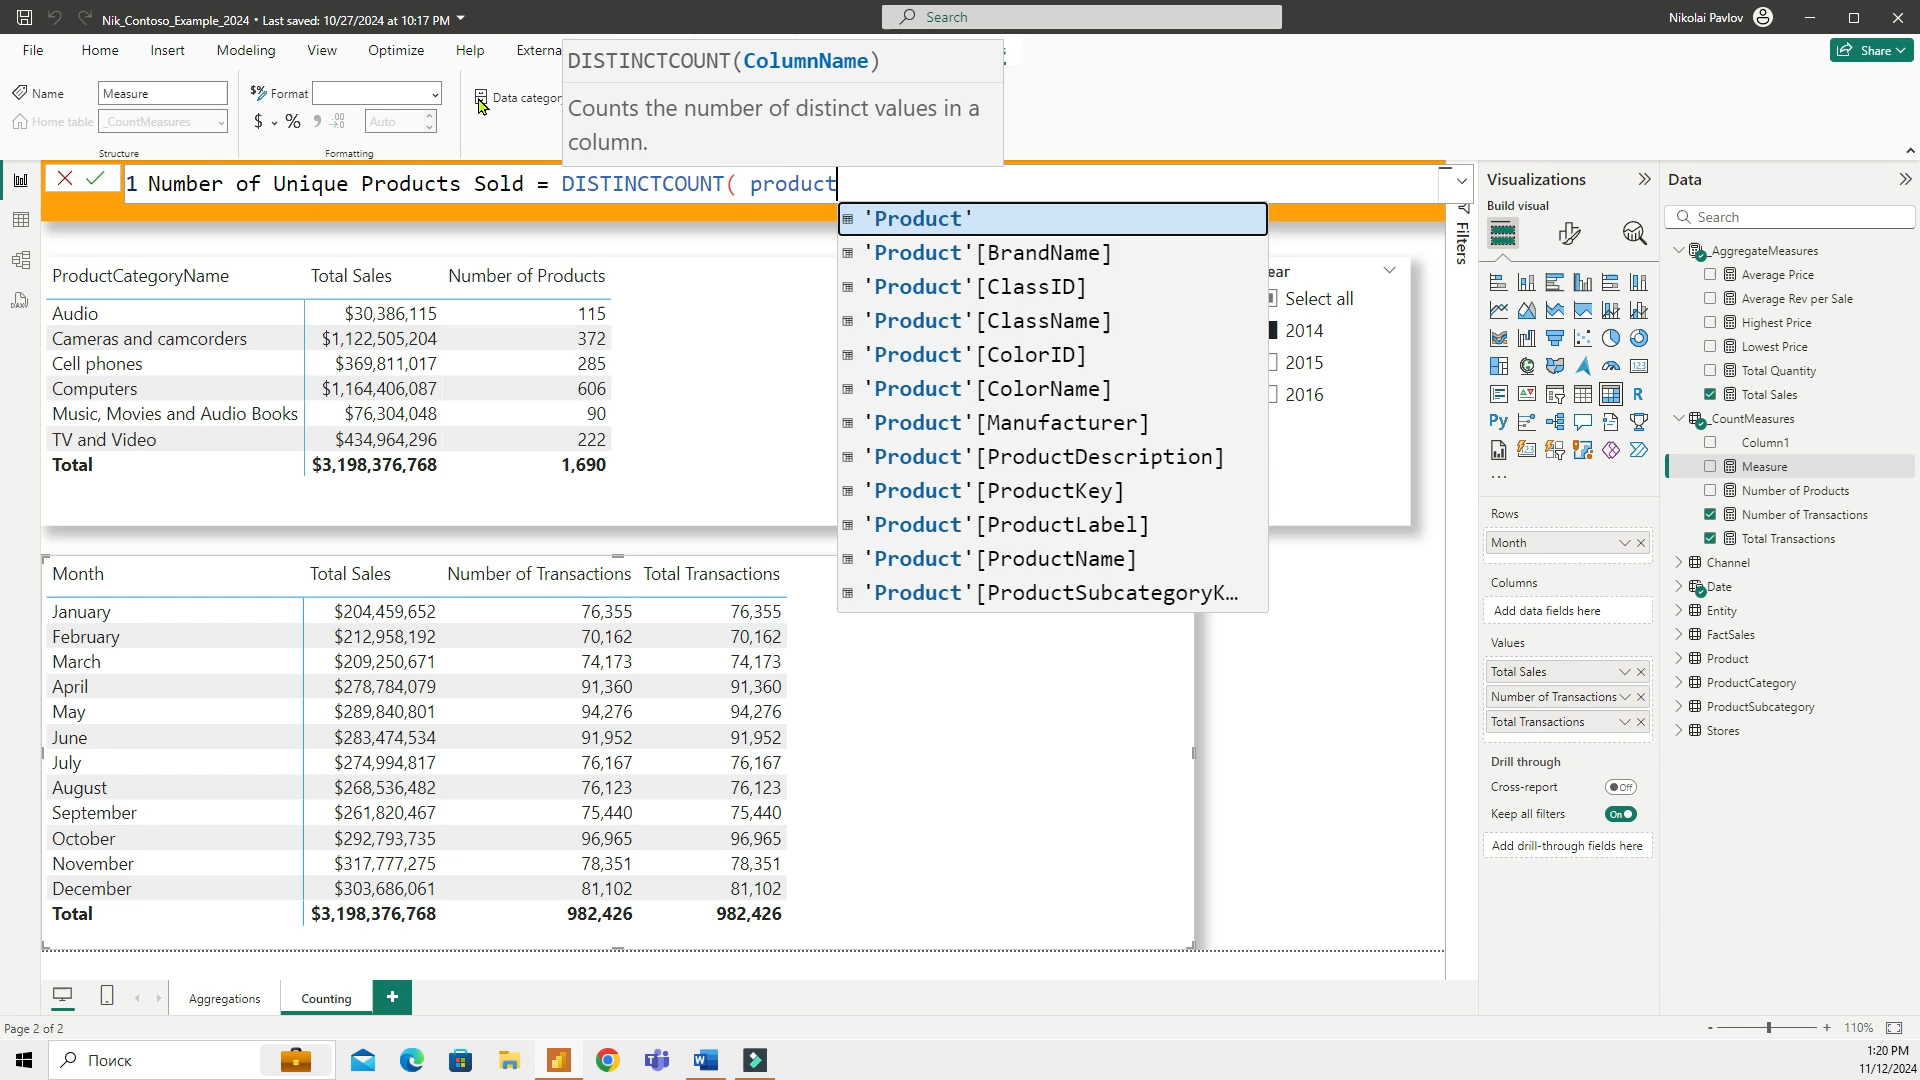 Nik_Contoso_Example_2024 • Last saved: 10/27/2024 at 10:17 PM
Search
Nikolai Pavlov
File
Home
Insert
Modeling
View
Optimize
Help
Externa
Share
Name
Measure
Home table
_CountMeasures
Structure
Format
$ % 9
Auto
Formatting
Data categor
DISTINCTCOUNT(ColumnName)
Counts the number of distinct values in a
column.
1 Number of Unique Products Sold = DISTINCTCOUNT( product
'Product'
'Product'[BrandName]
'Product'[ClassID]
'Product'[ClassName]
'Product'[ColorID]
'Product'[ColorName]
'Product'[Manufacturer]
'Product'[ProductDescription]
'Product'[ProductKey]
'Product'[ProductLabel]
'Product'[ProductName]
'Product'[ProductSubcategoryK...
ProductCategoryName Total Sales Number of Products
Audio $30,386,115 115
Cameras and camcorders $1,122,505,204 372
Cell phones $369,811,017 285
Computers $1,164,406,087 606
Music, Movies and Audio Books $76,304,048 90
TV and Video $434,964,296 222
Total $3,198,376,768 1,690
ear
Select all
2014
2015
2016
Month Total Sales Number of Transactions Total Transactions
January $204,459,652 76,355 76,355
February $212,958,192 70,162 70,162
March $209,250,671 74,173 74,173
April $278,784,079 91,360 91,360
May $289,840,801 94,276 94,276
June $283,474,534 91,952 91,952
July $274,994,817 76,167 76,167
August $268,536,482 76,123 76,123
September $261,820,467 75,440 75,440
October $292,793,735 96,965 96,965
November $317,777,275 78,351 78,351
December $303,686,061 81,102 81,102
Total $3,198,376,768 982,426 982,426
Filters
Visualizations
Build visual
R
Py
...
Rows
Month
Columns
Add data fields here
Values
Total Sales
Number of Transactions
Total Transactions
Drill through
Cross-report
Off
Keep all filters
On
Add drill-through fields here
Data
Search
_AggregateMeasures
Average Price
Average Rev per Sale
Highest Price
Lowest Price
Total Quantity
Total Sales
_CountMeasures
Column1
Measure
Number of Products
Number of Transactions
Total Transactions
Channel
Date
Entity
FactSales
Product
ProductCategory
ProductSubcategory
Stores
Aggregations
Counting
+
Page 2 of 2
- + 110%
Поиск
1:20 PM
11/12/2024